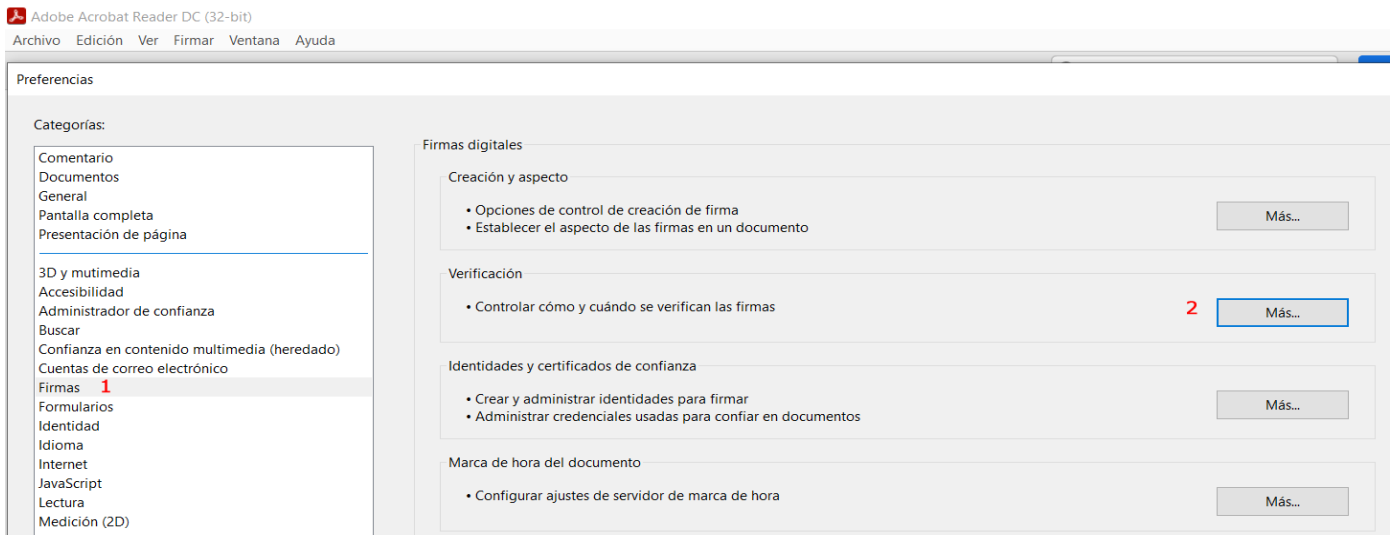 Adobe Acrobat Reader DC (32-bit)
Archivo Edición Ver Firmar Ventana Ayuda
Preferencias
Categorías:
Comentario
Documentos
General
Pantalla completa
Presentación de página
3D y mutimedia
Accesibilidad
Administrador de confianza
Buscar
Confianza en contenido multimedia (heredado)
Cuentas de correo electrónico
Firmas 1
Formularios
Identidad
Idioma
Internet
JavaScript
Lectura
Medición (2D)
Firmas digitales
Creación y aspecto
• Opciones de control de creación de firma
• Establecer el aspecto de las firmas en un documento
Más...
Verificación
• Controlar cómo y cuándo se verifican las firmas
2 Más...
Identidades y certificados de confianza
• Crear y administrar identidades para firmar
• Administrar credenciales usadas para confiar en documentos
Más...
Marca de hora del documento
• Configurar ajustes de servidor de marca de hora
Más...